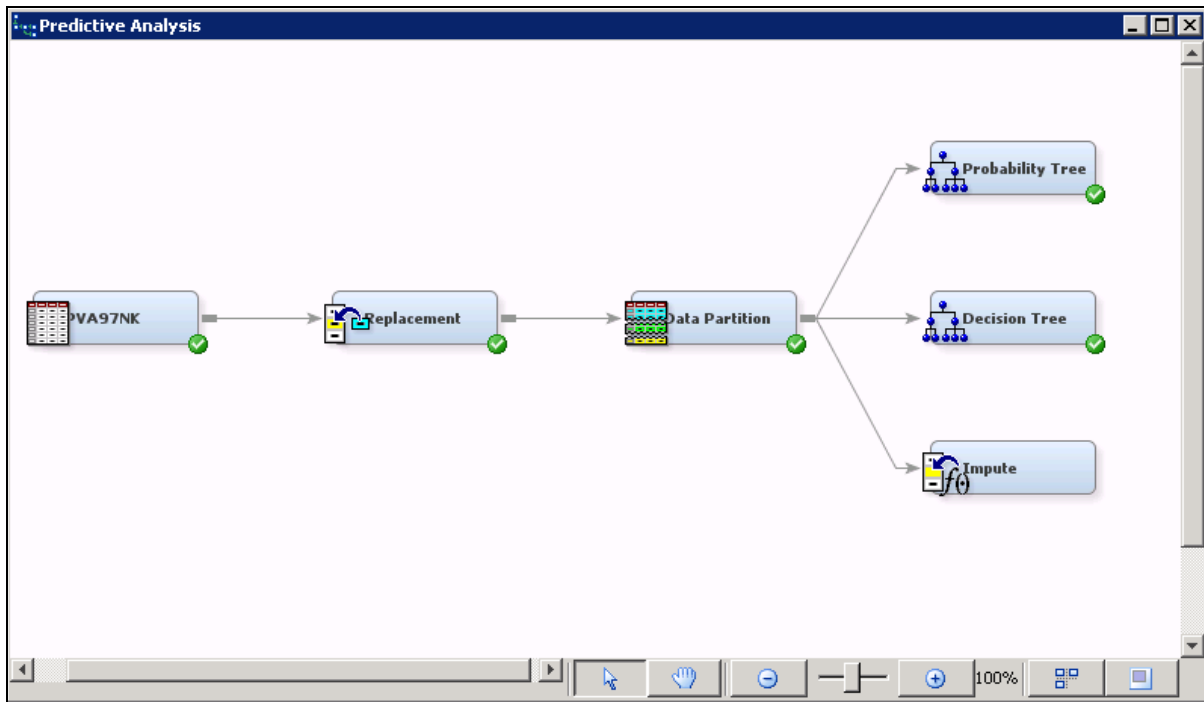 Predictive Analysis
Probability Tree
PVA97NK
Replacement
Data Partition
Decision Tree
Impute
f()
100%